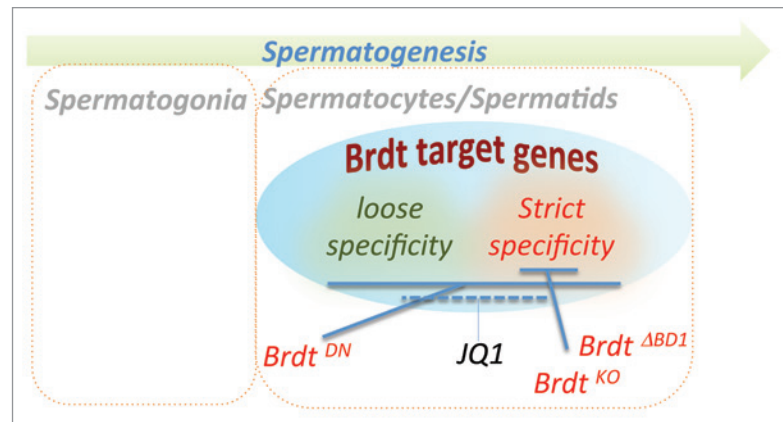 Spermatogenesis
Spermatogonia
Spermatocytes/Spermatids
Brdt target genes
loose
specificity
Strict
specificity
Brdt DN
JQ1
Brdt ΔBD1
Brdt KO